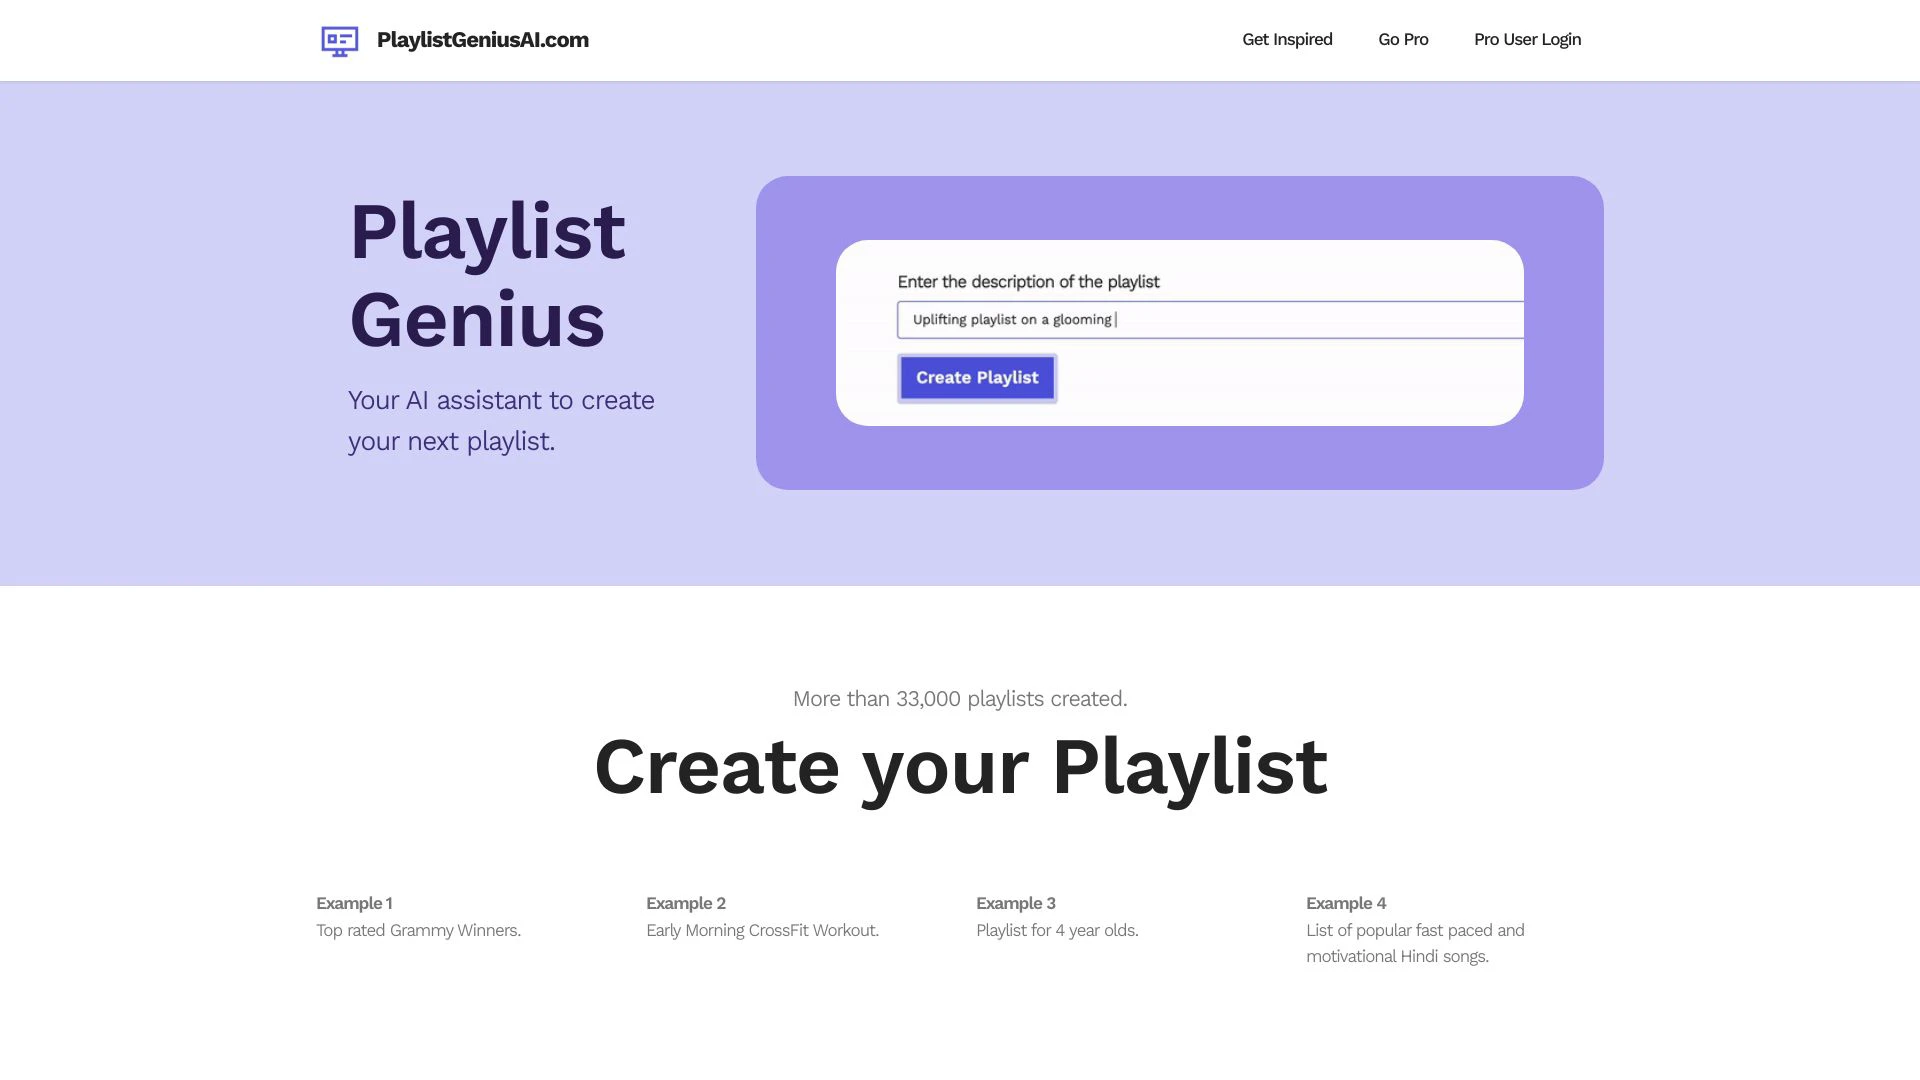 PlaylistGeniusAI.com
Get Inspired
Go Pro
Pro User Login
Playlist
Genius
Your AI assistant to create
your next playlist.
Enter the description of the playlist
Uplifting playlist on a glooming
Create Playlist
More than 33,000 playlists created.
Create your Playlist
Example 1
Top rated Grammy Winners.
Example 2
Early Morning CrossFit Workout.
Example 3
Playlist for 4 year olds.
Example 4
List of popular fast paced and
motivational Hindi songs.